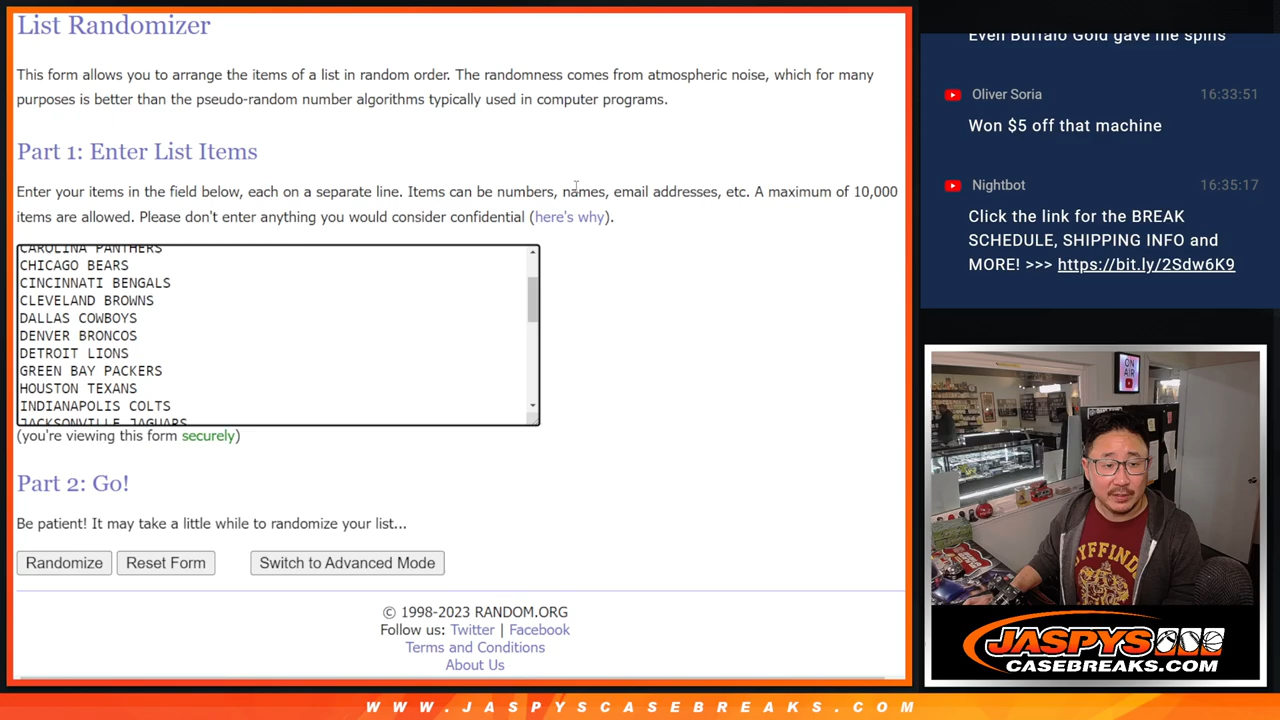 List Randomizer
This form allows you to arrange the items of a list in random order. The randomness comes from atmospheric noise, which for many
purposes is better than the pseudo-random number algorithms typically used in computer programs.
Part 1: Enter List Items
Enter your items in the field below, each on a separate line. Items can be numbers, names, email addresses, etc. A maximum of 10,000
items are allowed. Please don't enter anything you would consider confidential (here's why).
CAROLINA PANTHERS
CHICAGO BEARS
CINCINNATI BENGALS
CLEVELAND BROWNS
DALLAS COWBOYS
DENVER BRONCOS
DETROIT LIONS
GREEN BAY PACKERS
HOUSTON TEXANS
INDIANAPOLIS COLTS
JACKSONVILLE JAGUARS
(you're viewing this form securely)
Part 2: Go!
Be patient! It may take a little while to randomize your list...
Randomize Reset Form Switch to Advanced Mode
© 1998-2023 RANDOM.ORG
Follow us: Twitter | Facebook
Terms and Conditions
About Us
Even Buffalo Gold gave me spins
Oliver Soria 16:33:51
Won $5 off that machine
Nightbot 16:35:17
Click the link for the BREAK
SCHEDULE, SHIPPING INFO and
MORE! >>> https://bit.ly/2Sdw6K9
ON
AIR
GRYFFINDOR
JASPYS
CASEBREAKS.COM
WWW.JASPYSCASEBREAKS.COM